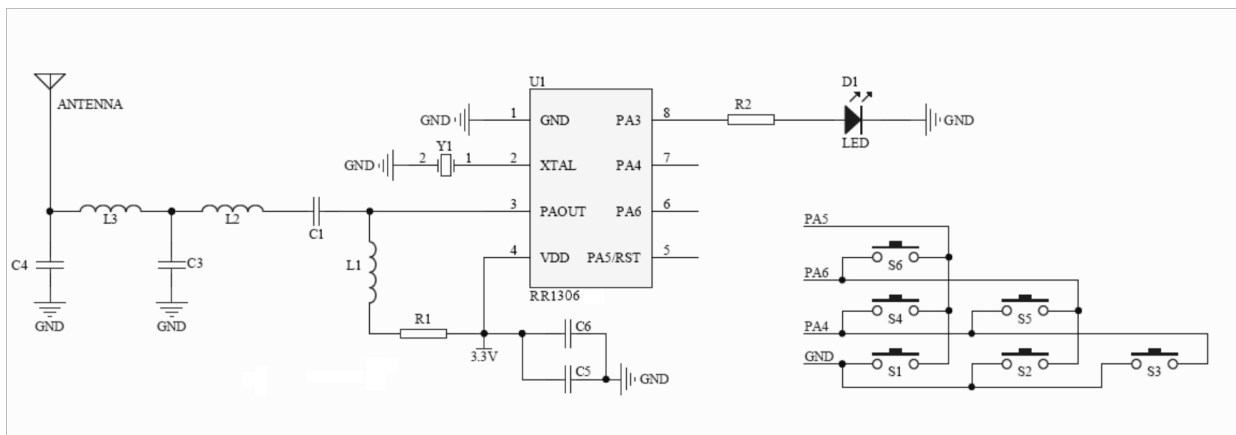 U1
D1
ANTENNA
R2
GND
1
GND
PA3
8
GND
LED
Y1
GND
2
1
2
XTAL
PA4
7
L3
L2
C1
3
PAOUT
PA6
6
C4
C3
L1
4
VDD
PA5/RST
5
RR1306
GND
GND
R1
3.3V
C6
C5
GND
PA5
S6
PA6
S4
S5
PA4
GND
S1
S2
S3